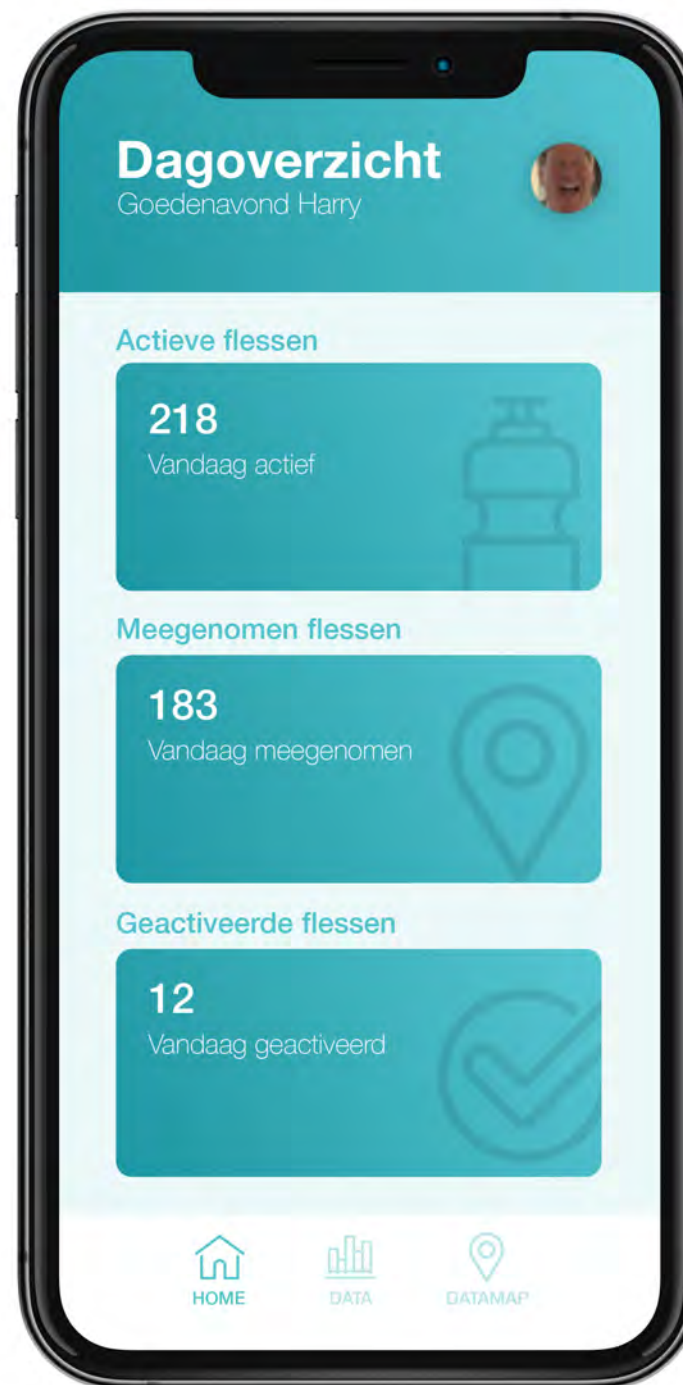 Dagoverzicht
Goedenavond Harry
Actieve flessen
218
Vandaag actief
Meegenomen flessen
183
Vandaag meegenomen
Geactiveerde flessen
12
Vandaag geactiveerd
HOME DATA DATAMAP